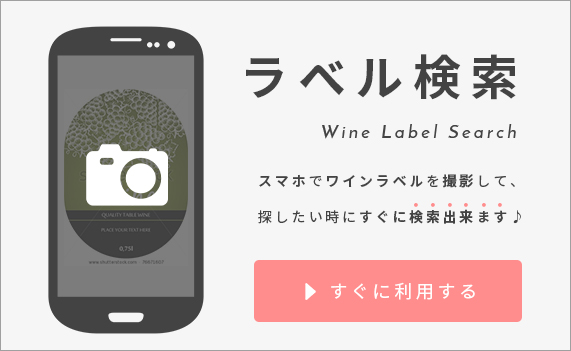 ラベル検索
Wine Label Search
スマホでワインラベルを撮影して、
探したい時にすぐに検索出来ます♪
すぐに利用する
QUALITY TABLE WINE
PLACE YOUR TEXT HERE
0,75l